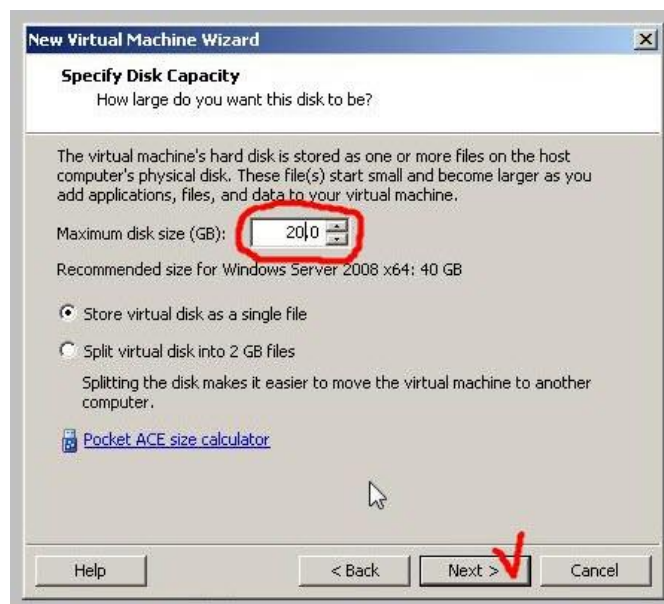 New Virtual Machine Wizard
Specify Disk Capacity
How large do you want this disk to be?
The virtual machine's hard disk is stored as one or more files on the host
computer's physical disk. These file(s) start small and become larger as you
add applications, files, and data to your virtual machine.
Maximum disk size (GB): 20.0
Recommended size for Windows Server 2008 x64: 40 GB
Store virtual disk as a single file
Split virtual disk into 2 GB files
Splitting the disk makes it easier to move the virtual machine to another
computer.
Pocket ACE size calculator
Help < Back Next > Cancel